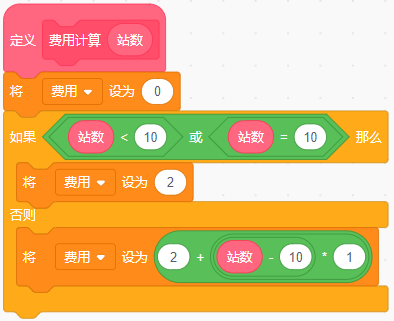 定义 费用计算 站数
将 费用 设为 0
如果 站数 < 10 或 站数 = 10 那么
将 费用 设为 2
否则
将 费用 设为 2 + 站数 - 10 * 1